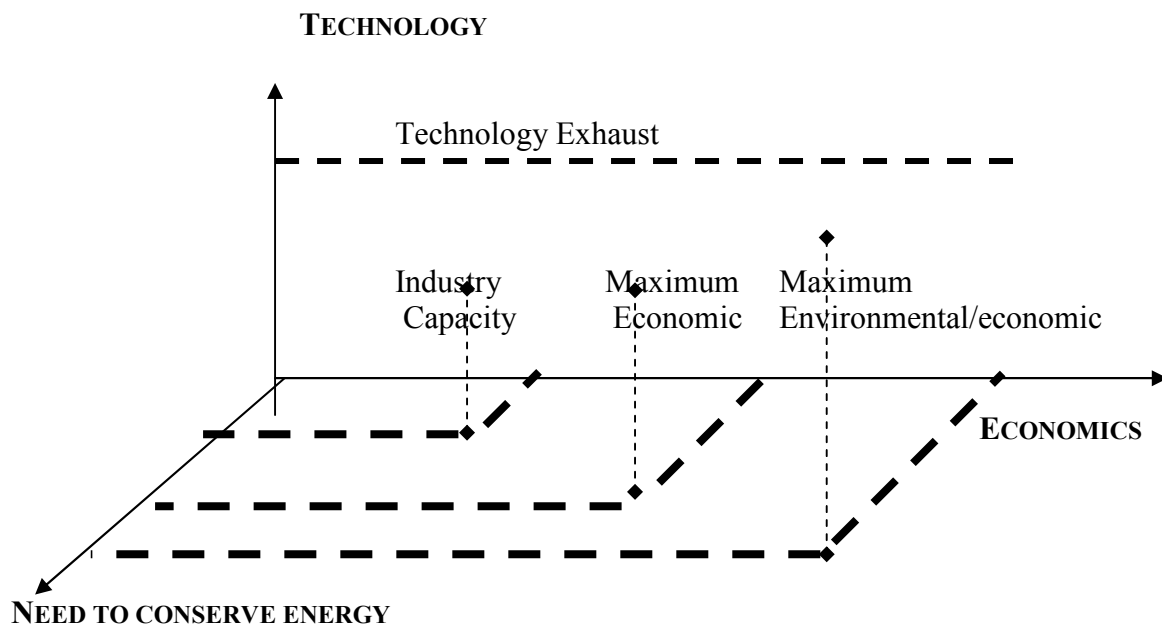 TECHNOLOGY
Technology Exhaust
Industry
Capacity
Maximum
Economic
Maximum
Environmental/economic
ECONOMICS
NEED TO CONSERVE ENERGY